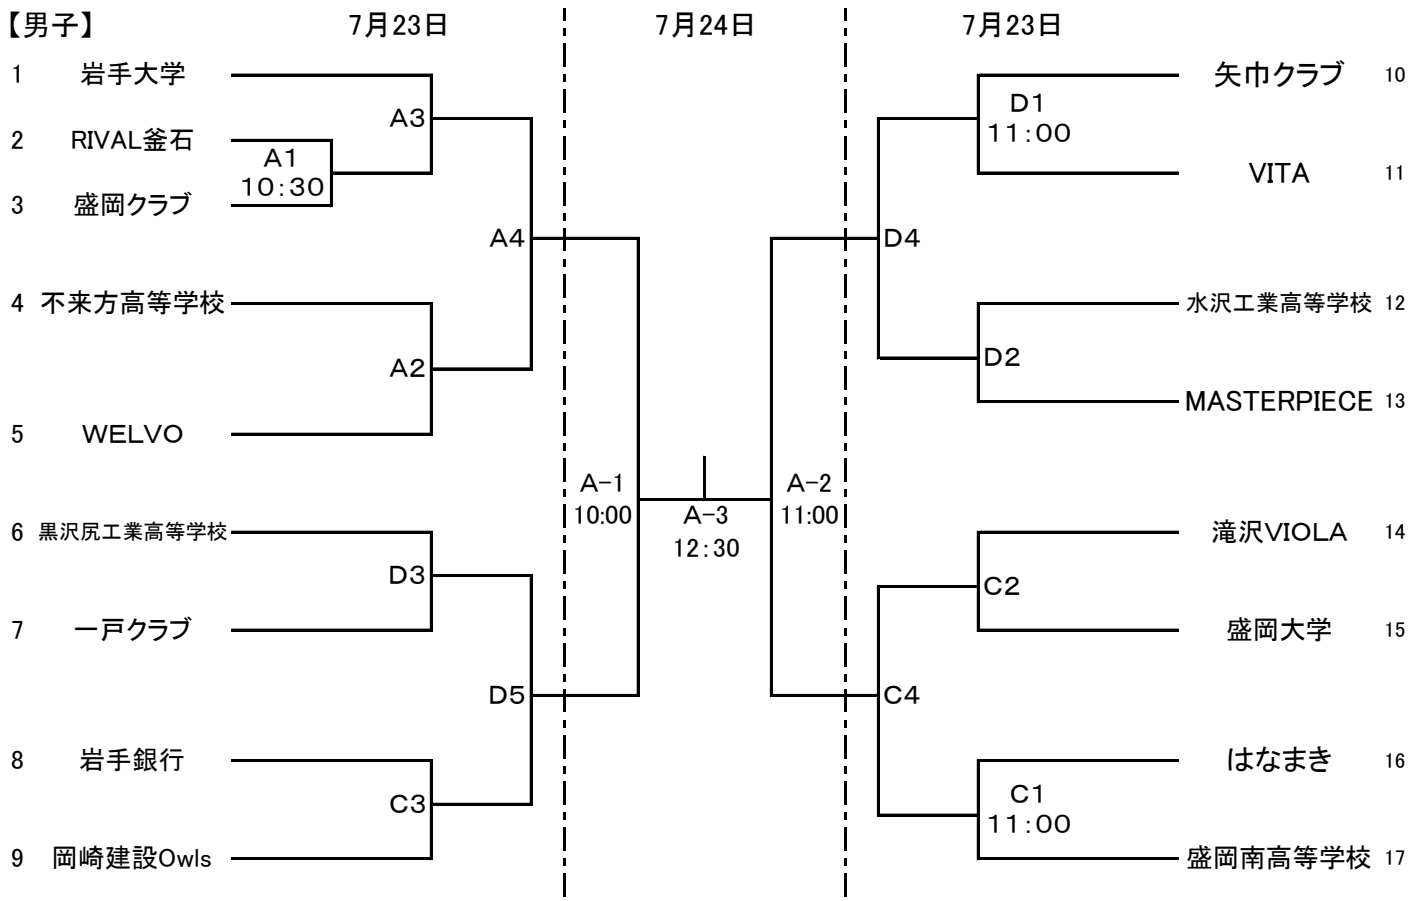 【男子】 7月23日 7月24日 7月23日
1 岩手大学
2 RIVAL釜石
3 盛岡クラブ
4 不来方高等学校
5 WELVO
6 黒沢尻工業高等学校
7 一戸クラブ
8 岩手銀行
9 岡崎建設Owls
A1
10:30
A3
A2
A4
D3
C3
D5
A-1
10:00
A-3
12:30
A-2
11:00
D4
C4
D1
11:00
D2
C2
C1
11:00
矢巾クラブ 10
VITA 11
水沢工業高等学校 12
MASTERPIECE 13
滝沢VIOLA 14
盛岡大学 15
はなまき 16
盛岡南高等学校 17